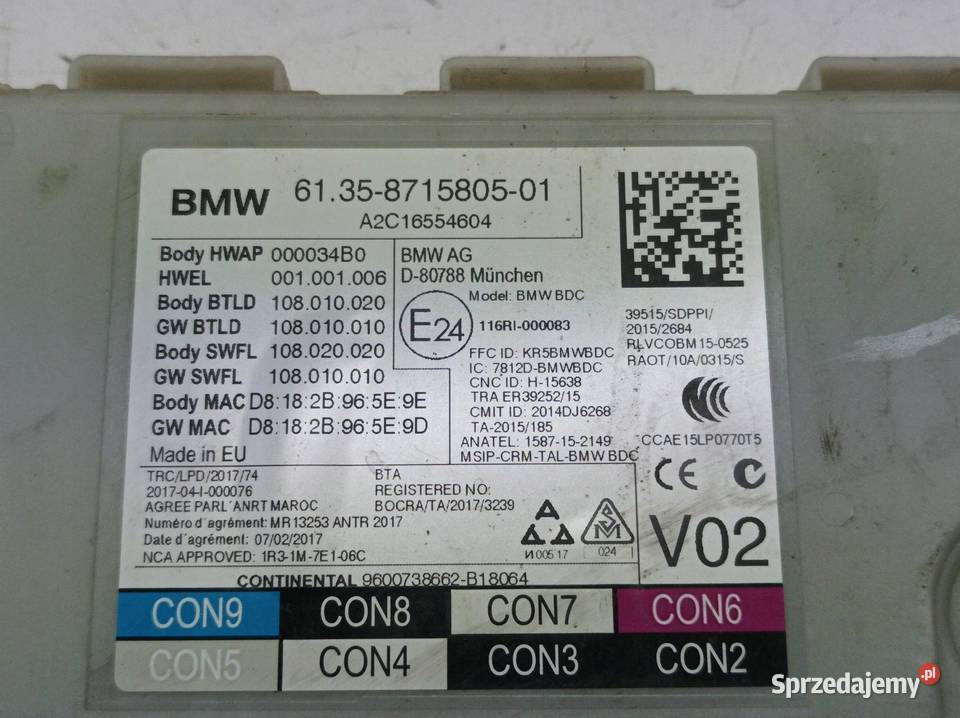 BMW 61.35-8715805-01
A2C16554604
Body HWAP 000034B0
HWEL 001.001.006
Body BTLD 108.010.020
GW BTLD 108.010.010
Body SWFL 108.020.020
GW SWFL 108.010.010
Body MAC D8:18:2B:96:5E:9E
GW MAC D8:18:2B:96:5E:9D
Made in EU
BMW AG
D-80788 München
Model: BMW BDC
E24 116RI-000083
FFC ID: KR5BMWBDC
IC: 7812D-BMWBDC
CNC ID: H-15638
TRA ER39252/15
CMIT ID: 2014DJ6268
TA-2015/185
ANATEL: 1587-15-2149
MSIP-CRM-TAL-BMW BDC
39515/SDPPI/
2015/2684
RLVCOBM15-0525
RAOT/10A/0315/S
CCAE15LP0770T5
CE
TRC/LPD/2017/74
2017-04-I-000076
AGREE PARL´ANRT MAROC
Numéro d´agrément: MR13253 ANTR 2017
Date d´agrément: 07/02/2017
NCA APPROVED: 1R3-1M-7E1-06C
BTA
REGISTERED NO:
BOCRA/TA/2017/3239
И00517
SM
024
V02
CONTINENTAL 9600738662-B18064
CON9 CON8 CON7 CON6
CON5 CON4 CON3 CON2
Sprzedajemy.pl